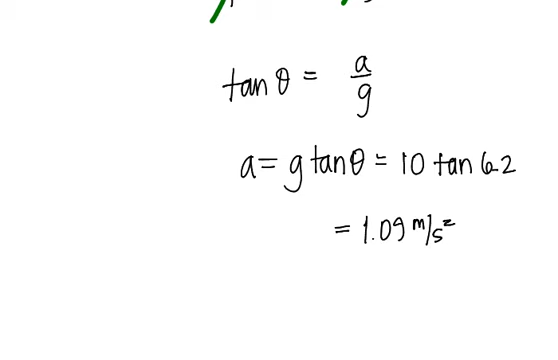 tan θ = a/g
a = g tan θ = 10 tan 6.2
= 1.09 m/s²